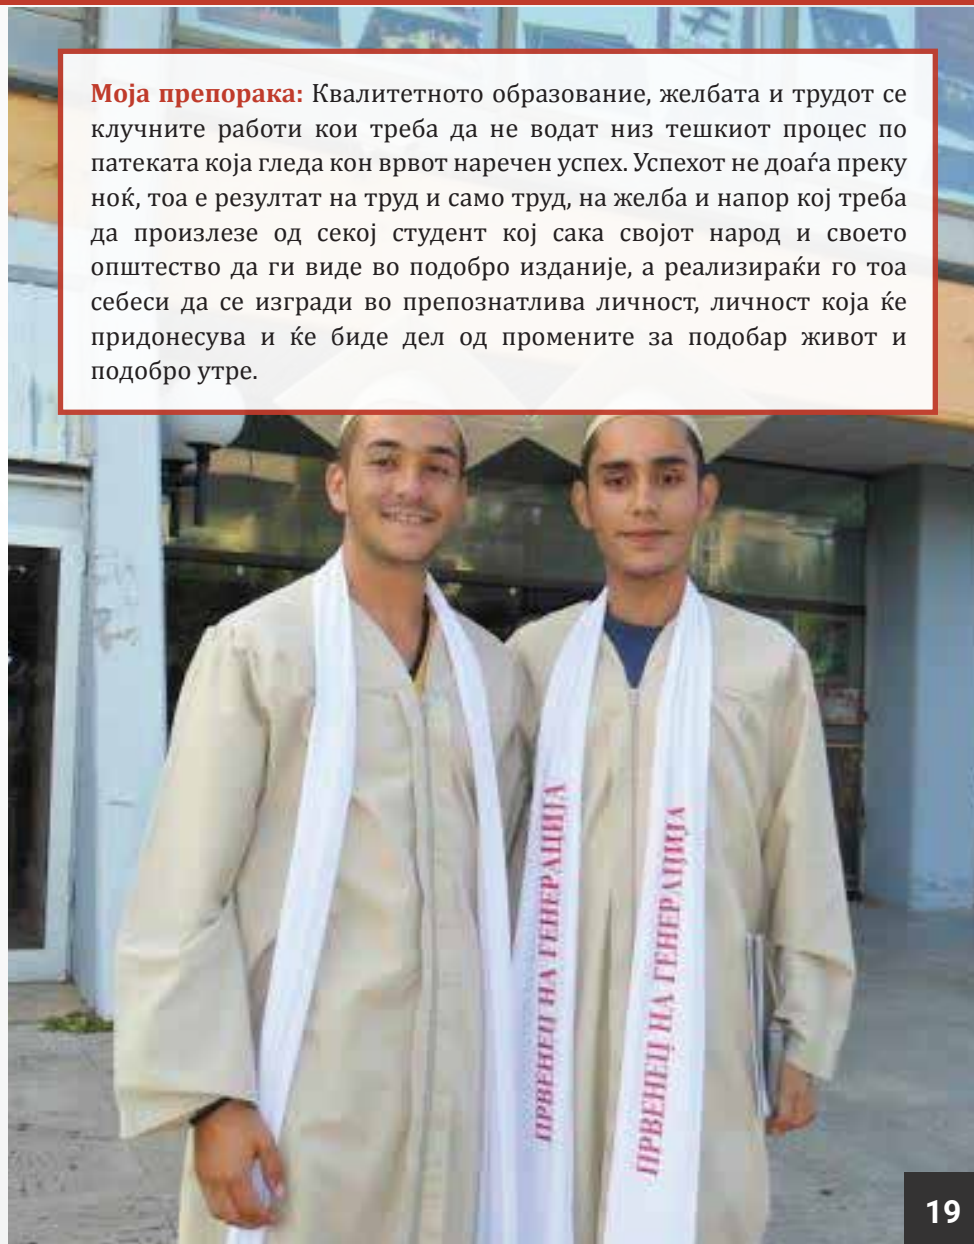 Моја препорака: Квалитетното образование, желбата и трудот се
клучните работи кои треба да не водат низ тешкиот процес по
патеката која гледа кон врвот наречен успех. Успехот не доаѓа преку
ноќ, тоа е резултат на труд и само труд, на желба и напор кој треба
да произлезе од секој студент кој сака својот народ и своето
општество да ги виде во подобро изданије, а реализираќи го тоа
себеси да се изгради во препознатлива личност, личност која ќе
придонесува и ќе биде дел од промените за подобар живот и
подобро утре.
ПРВЕНЕЦ НА ГЕНЕРАЦИЈА
ПРВЕНЕЦ НА ГЕНЕРАЦИЈА
19